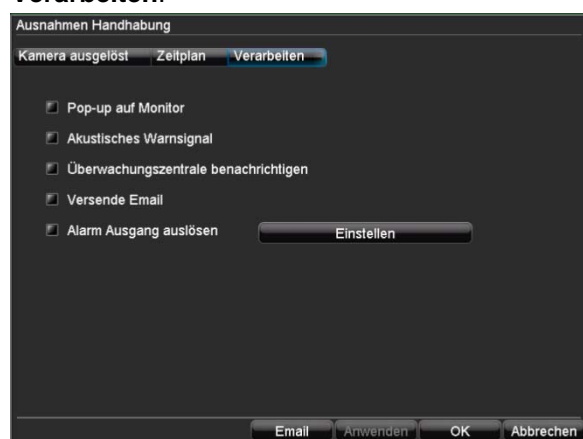 Verarbeiten.
Ausnahmen Handhabung
Kamera ausgelöst Zeitplan Verarbeiten
Pop-up auf Monitor
Akustisches Warnsignal
Überwachungszentrale benachrichtigen
Versende Email
Alarm Ausgang auslösen Einstellen
Email Anwenden OK Abbrechen